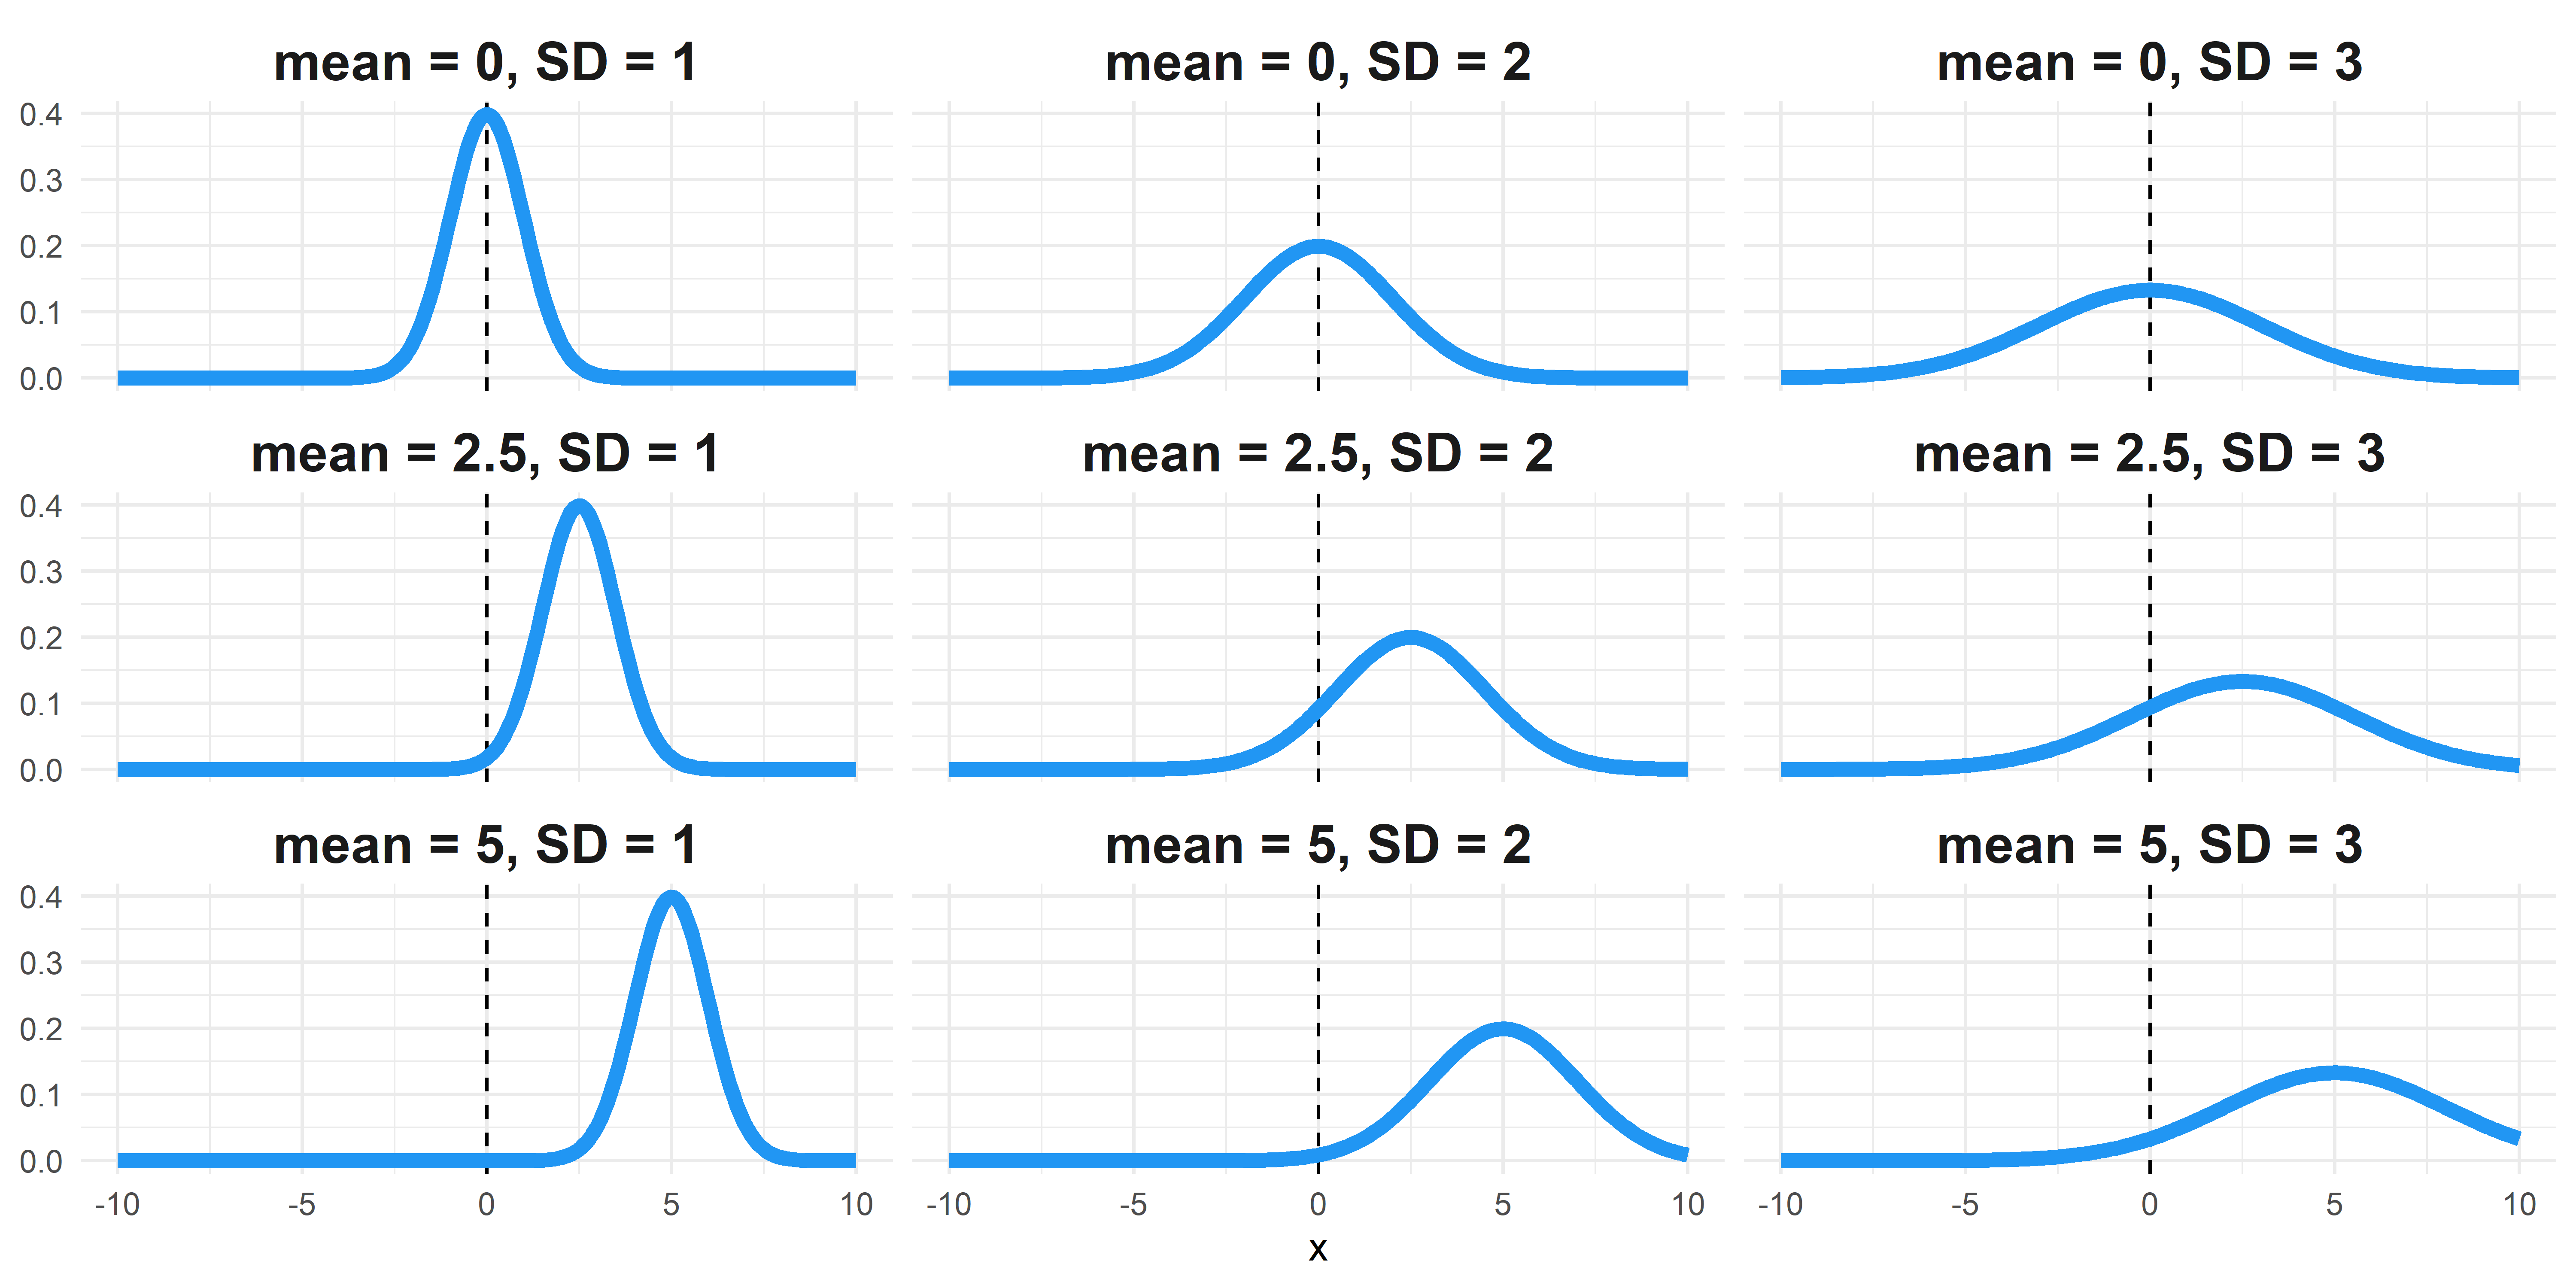 mean = 0, SD = 1
mean = 0, SD = 2
mean = 0, SD = 3
0.4
0.3
0.2
0.1
0.0
mean = 2.5, SD = 1
mean = 2.5, SD = 2
mean = 2.5, SD = 3
0.4
0.3
0.2
0.1
0.0
mean = 5, SD = 1
mean = 5, SD = 2
mean = 5, SD = 3
0.4
0.3
0.2
0.1
0.0
-10 -5 0 5 10
-10 -5 0 5 10
-10 -5 0 5 10
x